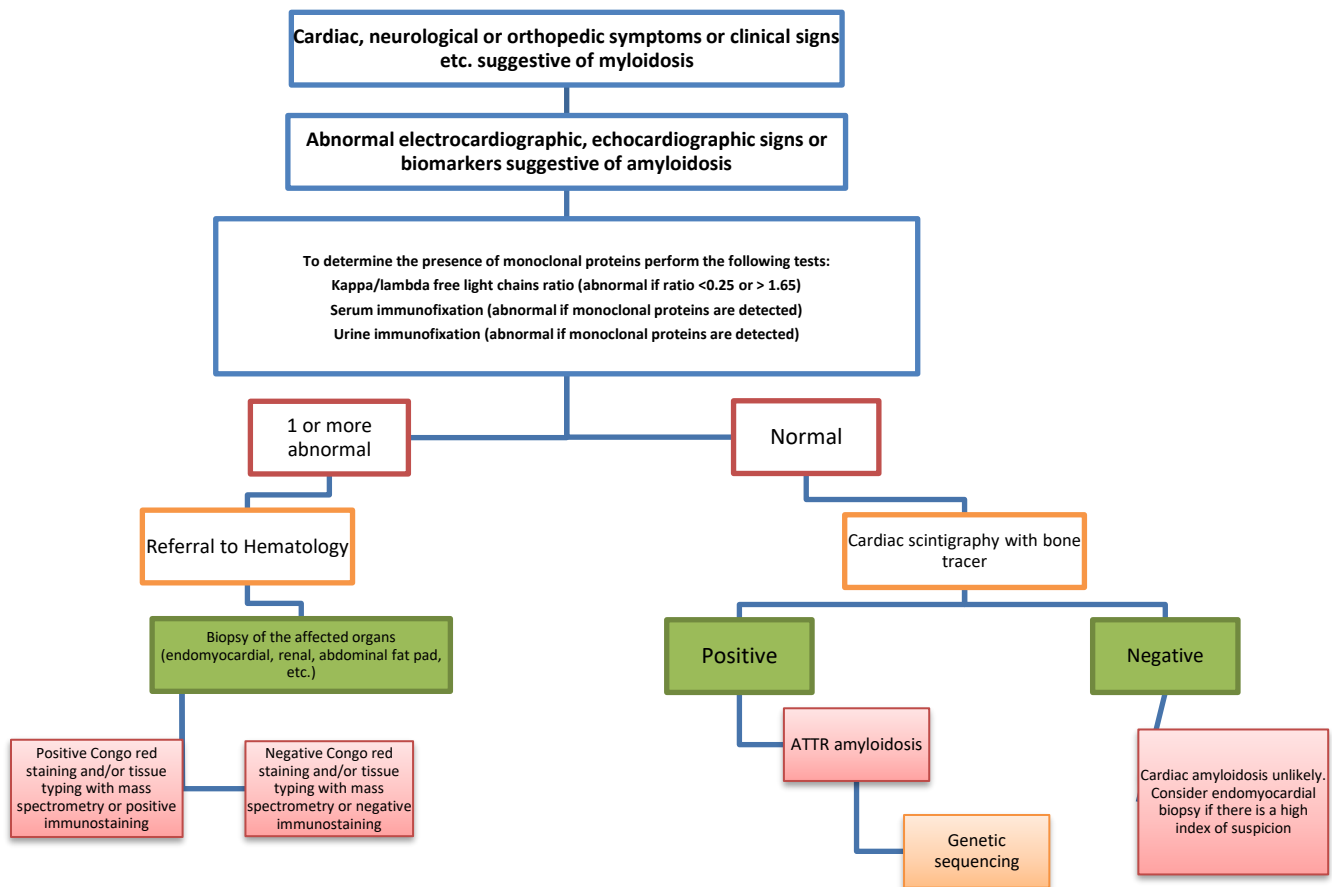 Cardiac, neurological or orthopedic symptoms or clinical signs
etc. suggestive of myloidosis
Abnormal electrocardiographic, echocardiographic signs or
biomarkers suggestive of amyloidosis
To determine the presence of monoclonal proteins perform the following tests:
Kappa/lambda free light chains ratio (abnormal if ratio <0.25 or > 1.65)
Serum immunofixation (abnormal if monoclonal proteins are detected)
Urine immunofixation (abnormal if monoclonal proteins are detected)
1 or more
abnormal
Normal
Referral to Hematology
Cardiac scintigraphy with bone
tracer
Biopsy of the affected organs
(endomyocardial, renal, abdominal fat pad,
etc.)
Positive
Negative
Positive Congo red
staining and/or tissue
typing with mass
spectrometry or positive
immunostaining
Negative Congo red
staining and/or tissue
typing with mass
spectrometry or negative
immunostaining
ATTR amyloidosis
Cardiac amyloidosis unlikely.
Consider endomyocardial
biopsy if there is a high
index of suspicion
Genetic
sequencing